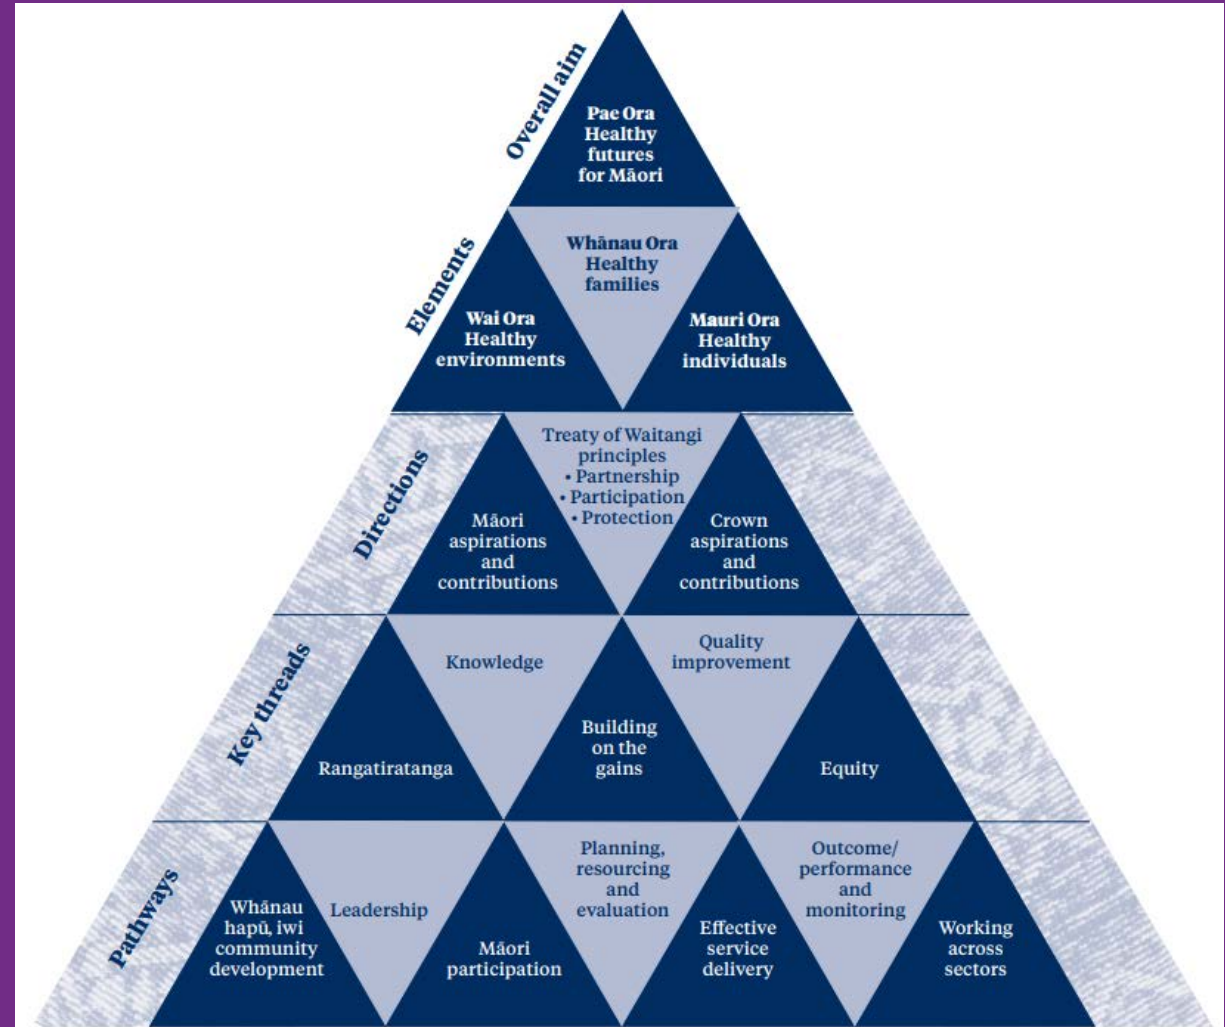 Overall aim
Pae Ora
Healthy
futures
for Māori
Elements
Whānau Ora
Healthy
families
Wai Ora
Healthy
environments
Mauri Ora
Healthy
individuals
Directions
Treaty of Waitangi
principles
• Partnership
• Participation
• Protection
Māori
aspirations
and
contributions
Crown
aspirations
and
contributions
Key threads
Knowledge
Quality
improvement
Rangatiratanga
Building
on the
gains
Equity
Pathways
Whānau
hapū, iwi
community
development
Leadership
Māori
participation
Planning,
resourcing
and
evaluation
Effective
service
delivery
Outcome/
performance
and
monitoring
Working
across
sectors